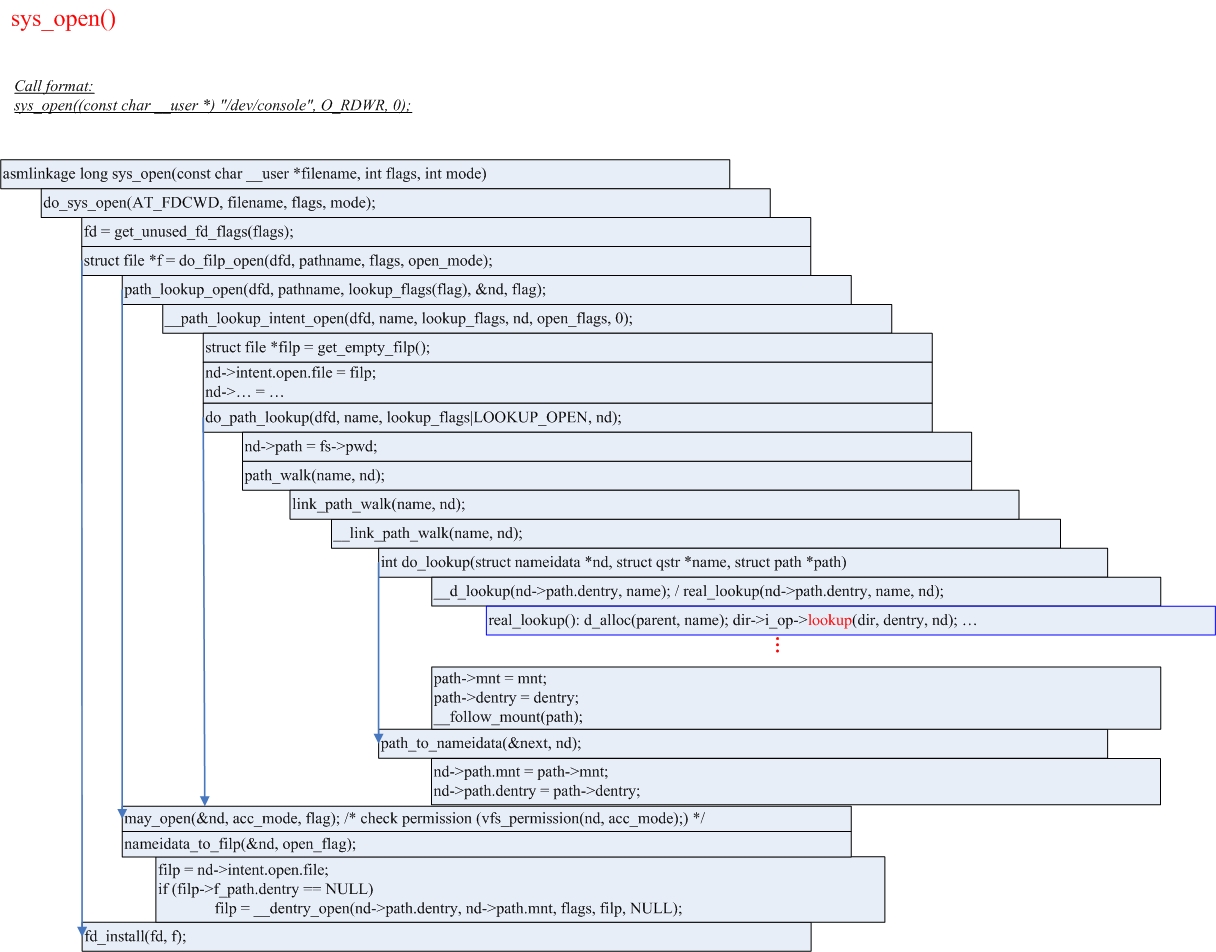 sys_open()
Call format:
sys_open((const char __user *) "/dev/console", O_RDWR, 0);
asmlinkage long sys_open(const char __user *filename, int flags, int mode)
do_sys_open(AT_FDCWD, filename, flags, mode);
fd = get_unused_fd_flags(flags);
struct file *f = do_filp_open(dfd, pathname, flags, open_mode);
path_lookup_open(dfd, pathname, lookup_flags(flag), &nd, flag);
__path_lookup_intent_open(dfd, name, lookup_flags, nd, open_flags, 0);
struct file *filp = get_empty_filp();
nd->intent.open.file = filp;
nd->… = …
do_path_lookup(dfd, name, lookup_flags|LOOKUP_OPEN, nd);
nd->path = fs->pwd;
path_walk(name, nd);
link_path_walk(name, nd);
__link_path_walk(name, nd);
int do_lookup(struct nameidata *nd, struct qstr *name, struct path *path)
__d_lookup(nd->path.dentry, name); / real_lookup(nd->path.dentry, name, nd);
real_lookup(): d_alloc(parent, name); dir->i_op->lookup(dir, dentry, nd); …
path->mnt = mnt;
path->dentry = dentry;
__follow_mount(path);
path_to_nameidata(&next, nd);
nd->path.mnt = path->mnt;
nd->path.dentry = path->dentry;
may_open(&nd, acc_mode, flag); /* check permission (vfs_permission(nd, acc_mode);) */
nameidata_to_filp(&nd, open_flag);
filp = nd->intent.open.file;
if (filp->f_path.dentry == NULL)
filp = __dentry_open(nd->path.dentry, nd->path.mnt, flags, filp, NULL);
fd_install(fd, f);